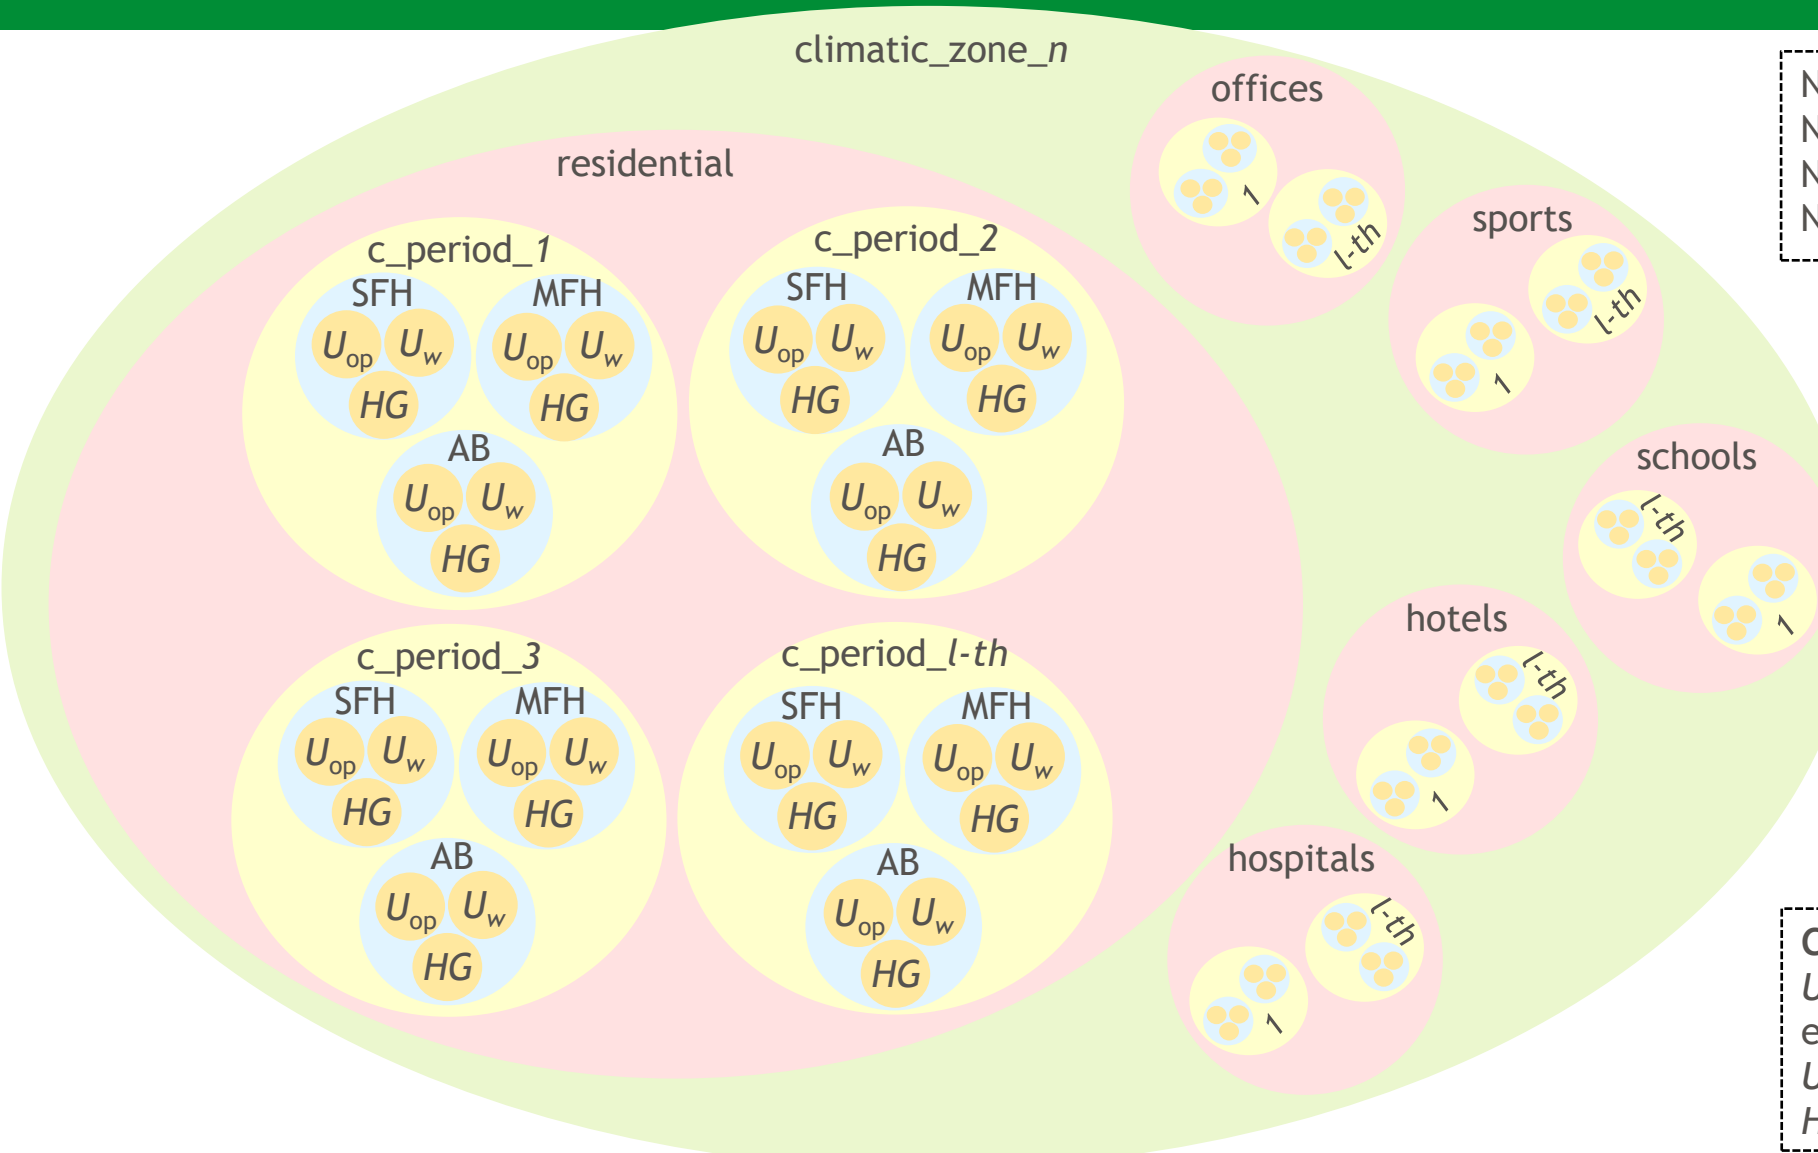 climatic_zone_n
offices
1
l-th
residential
sports
l-th
1
c_period_1
SFH
MFH
U_op U_w
HG
U_op U_w
HG
AB
U_op U_w
HG
c_period_2
SFH
MFH
U_op U_w
HG
U_op U_w
HG
AB
U_op U_w
HG
schools
l-th
1
hotels
l-th
1
c_period_3
SFH
MFH
U_op U_w
HG
U_op U_w
HG
AB
U_op U_w
HG
c_period_l-th
SFH
MFH
U_op U_w
HG
U_op U_w
HG
AB
U_op U_w
HG
hospitals
l-th
1